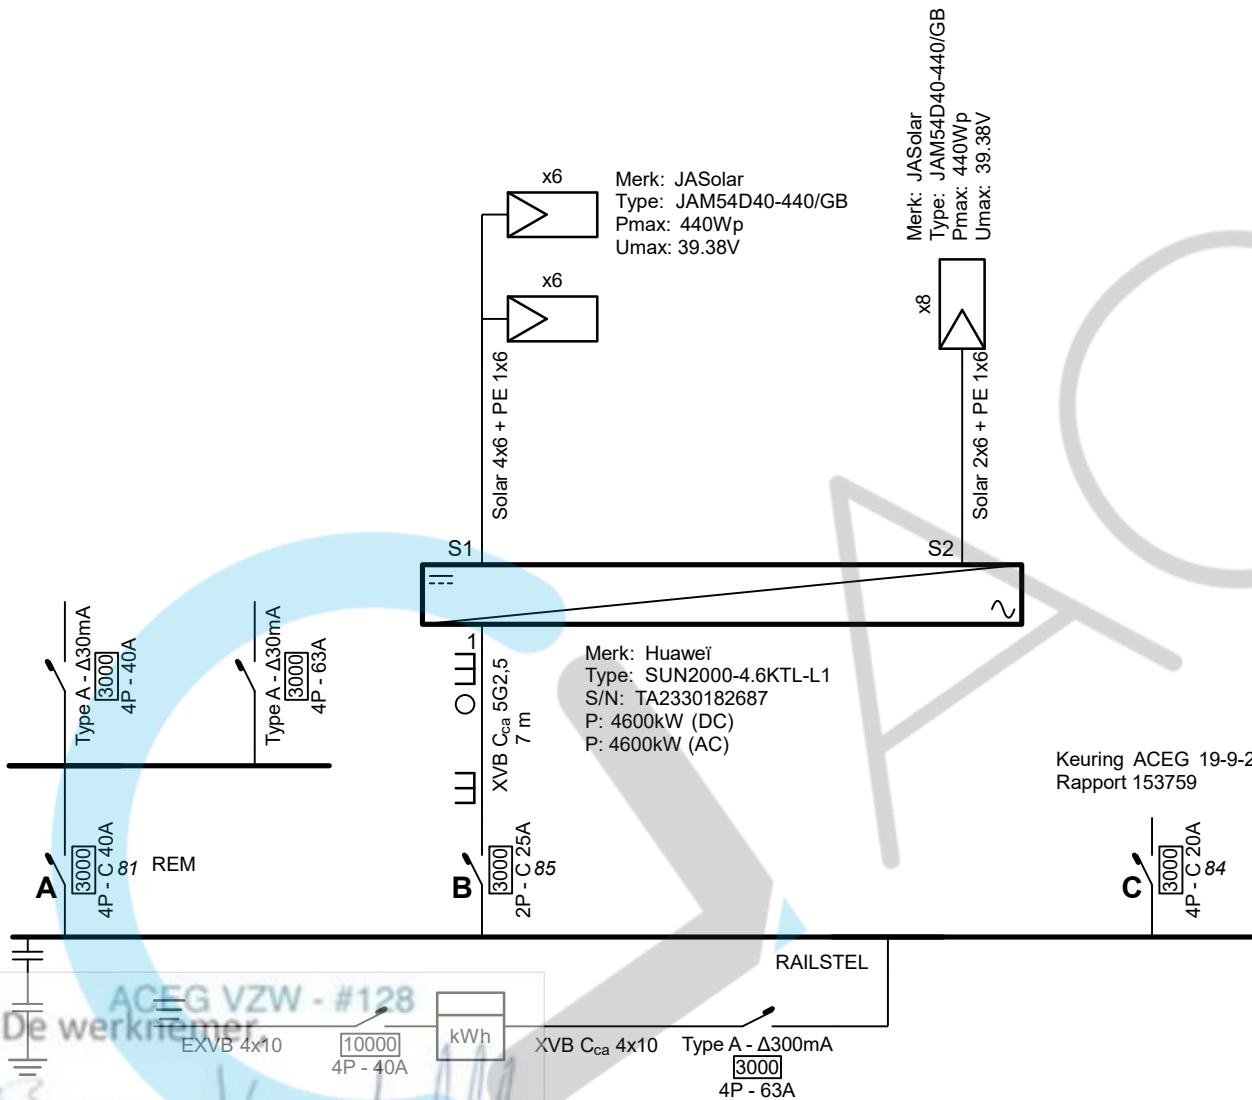 Merk: JASolar
Type: JAM54D40-440/GB
Pmax: 440Wp
Umax: 39.38V
x6
Merk: JASolar
Type: JAM54D40-440/GB
Pmax: 440Wp
Umax: 39.38V
x6
x8
Solar 4x6 + PE 1x6
Solar 2x6 + PE 1x6
S1
S2
1
Type A - Δ30mA
3000
4P - 40A
Type A - Δ30mA
3000
4P - 63A
XVB Cca 5G2,5
7 m
Merk: Huaweï
Type: SUN2000-4.6KTL-L1
S/N: TA2330182687
P: 4600kW (DC)
P: 4600kW (AC)
Keuring ACEG 19-9-2
Rapport 153759
A
3000
4P - C 40A
81
REM
B
3000
2P - C 25A
85
C
3000
4P - C 20A
84
RAILSTEL
ACEG VZW - #128
De werknemer,
EXVB 4x10
10000
4P - 40A
kWh
XVB Cca 4x10
Type A - Δ300mA
3000
4P - 63A